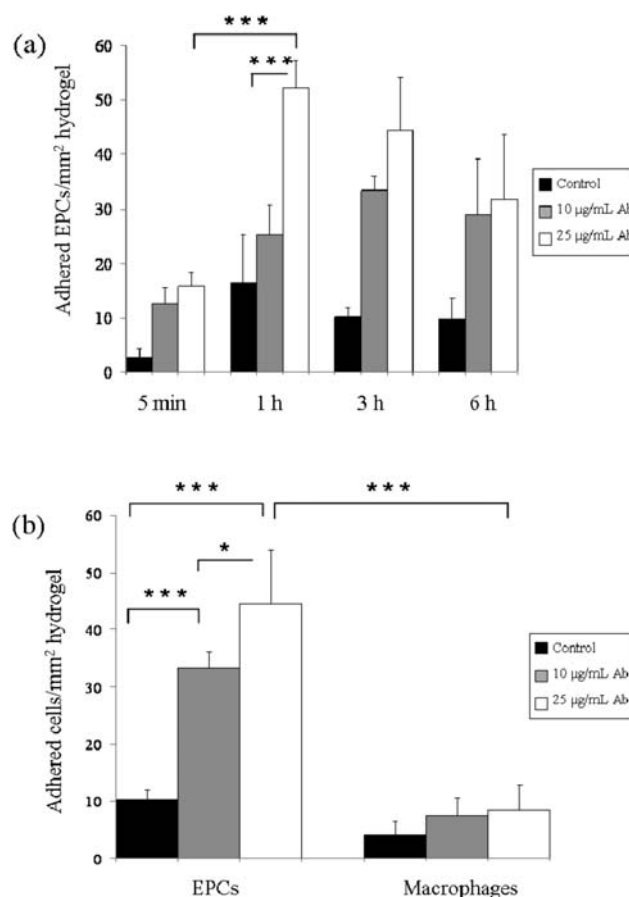 (a)
* * *
* * *
Adhered EPCs/mm² hydrogel
60
50
40
30
20
10
0
5 min 1 h 3 h 6 h
Control
10 µg/mL Ab
25 µg/mL Ab
(b)
* * *
* * *
*
* * *
Adhered cells/mm² hydrogel
60
50
40
30
20
10
0
EPCs Macrophages
Control
10 µg/mL Ab
25 µg/mL Ab